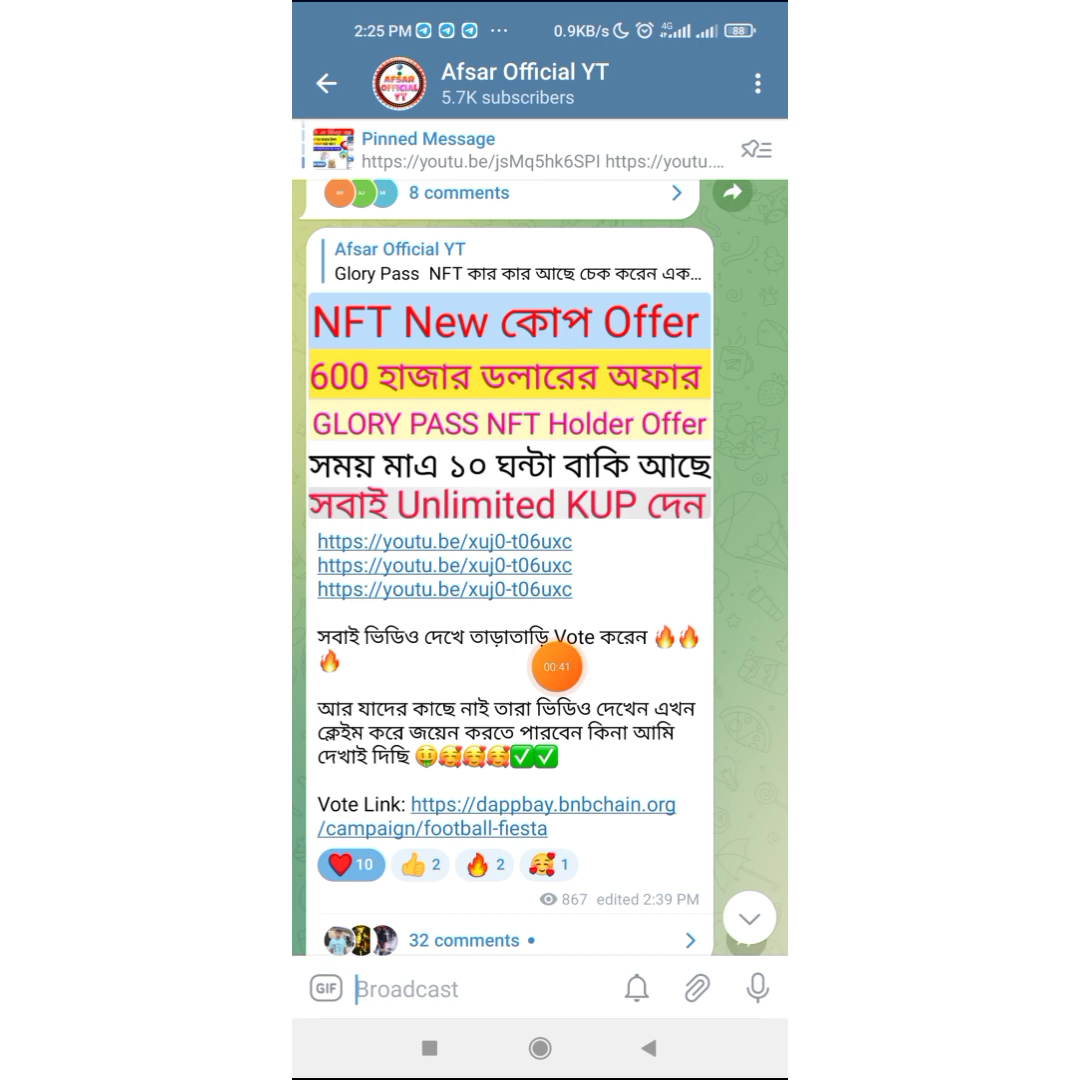 2:25 PM ... 0.9KB/s 4G 88
Afsar Official YT
5.7K subscribers
AFSAR
OFFICIAL
YT
Pinned Message
https://youtu.be/jsMq5hk6SPI https://youtu....
8 comments
Afsar Official YT
Glory Pass NFT কার কার আছে চেক করেন এক...
NFT New কোপ Offer
600 হাজার ডলারের অফার
GLORY PASS NFT Holder Offer
সময় মাএ ১০ ঘন্টা বাকি আছে
সবাই Unlimited KUP দেন
https://youtu.be/xuj0-t06uxc
https://youtu.be/xuj0-t06uxc
https://youtu.be/xuj0-t06uxc
সবাই ভিডিও দেখে তাড়াতাড়ি Vote করেন 🔥🔥
🔥
00:41
আর যাদের কাছে নাই তারা ভিডিও দেখেন এখন
ক্লেইম করে জয়েন করতে পারবেন কিনা আমি
দেখাই দিছি 🤑🥰🥰🥰✅✅
Vote Link: https://dappbay.bnbchain.org
/campaign/football-fiesta
❤️ 10 👍 2 🔥 2 🥰 1
867 edited 2:39 PM
32 comments
GIF Broadcast